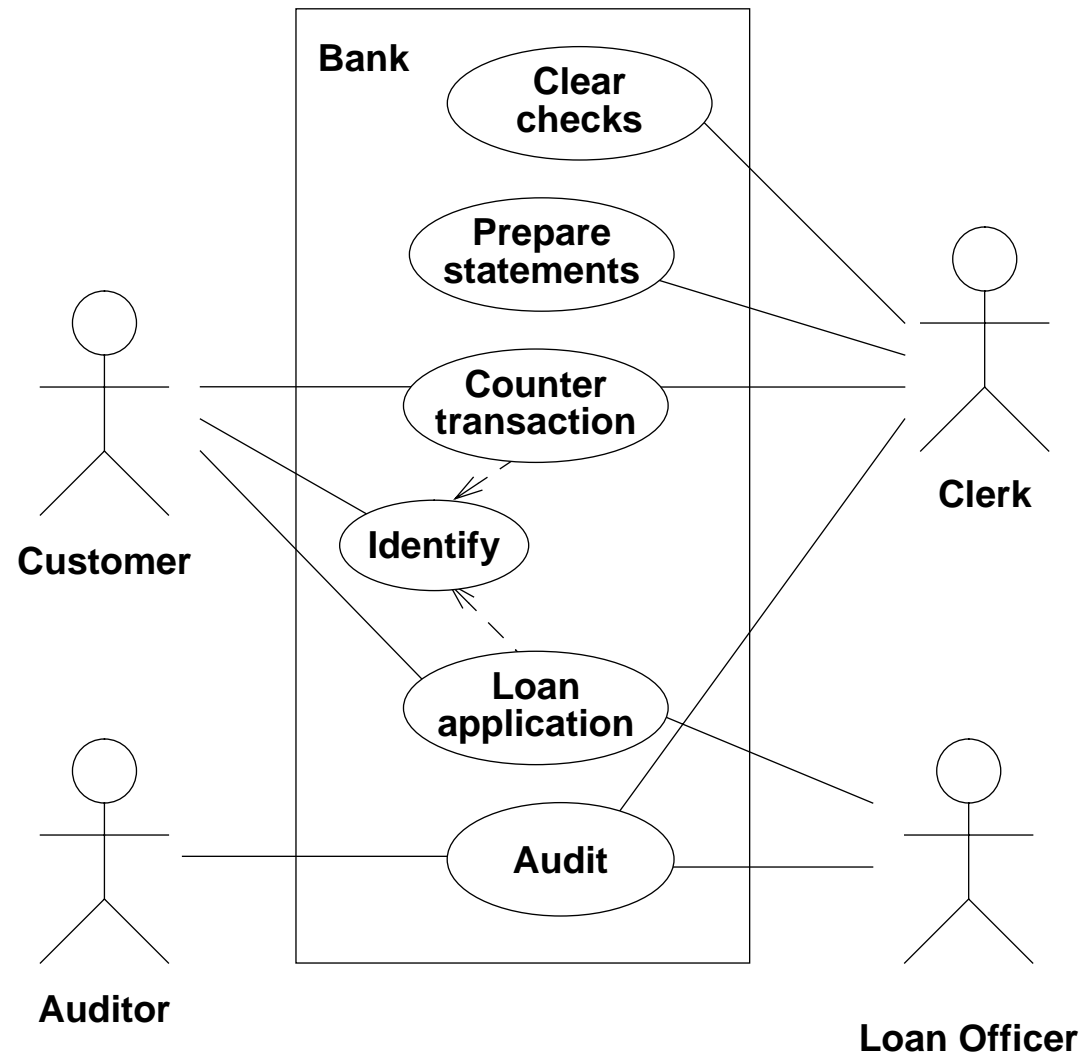 Bank
Clear
checks
Prepare
statements
Counter
transaction
Clerk
Identify
Customer
Loan
application
Audit
Auditor
Loan Officer